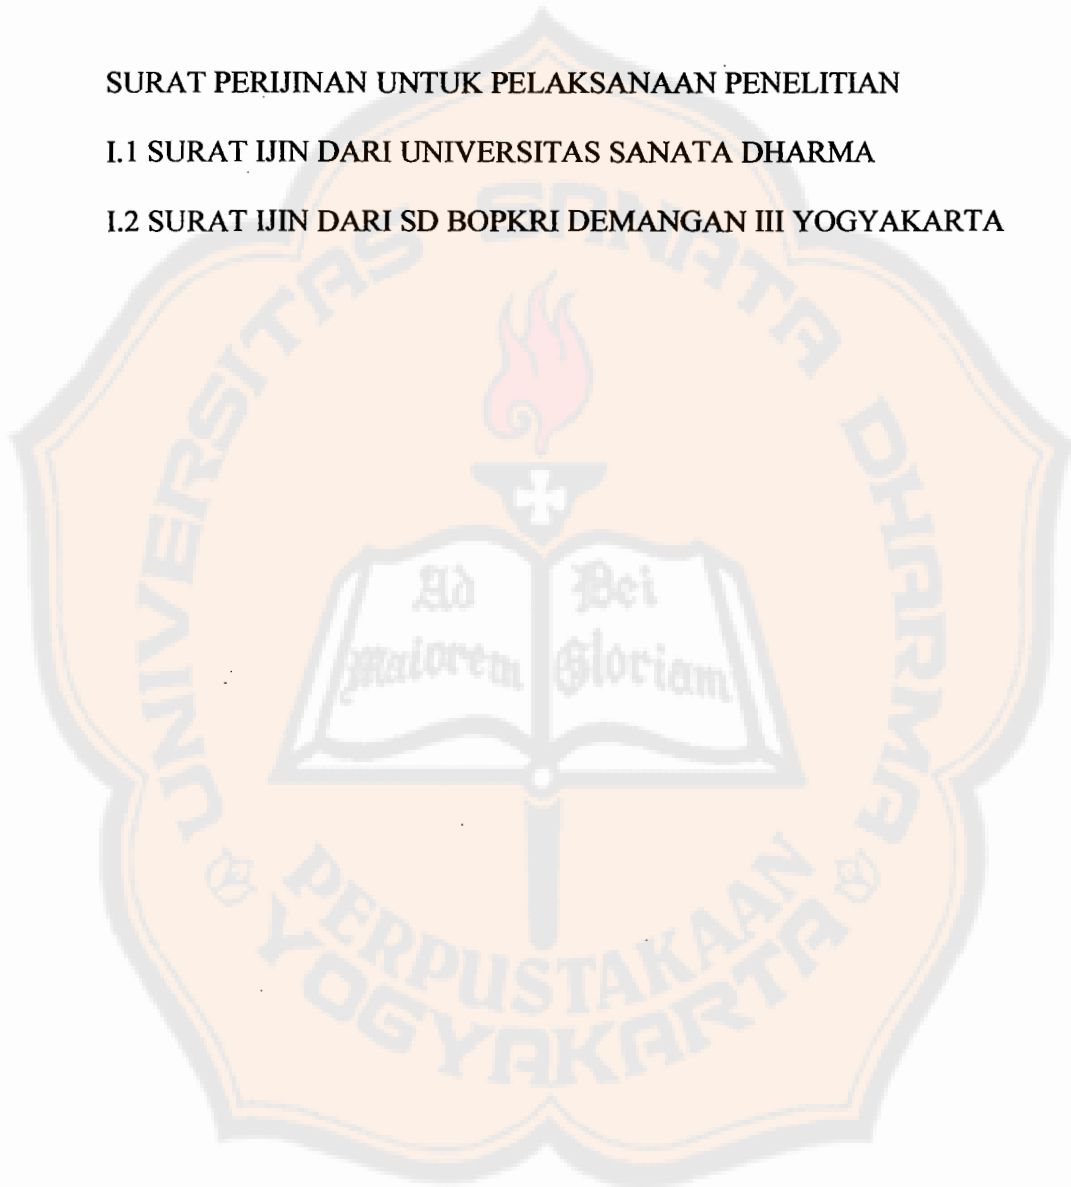 SURAT PERIJINAN UNTUK PELAKSANAAN PENELITIAN
I.1 SURAT IJIN DARI UNIVERSITAS SANATA DHARMA
I.2 SURAT IJIN DARI SD BOPKRI DEMANGAN III YOGYAKARTA
UNIVERSITAS SANATA DHARMA
Ad Dei
maiorem Gloriam
PERPUSTAKAAN
YOGYAKARTA